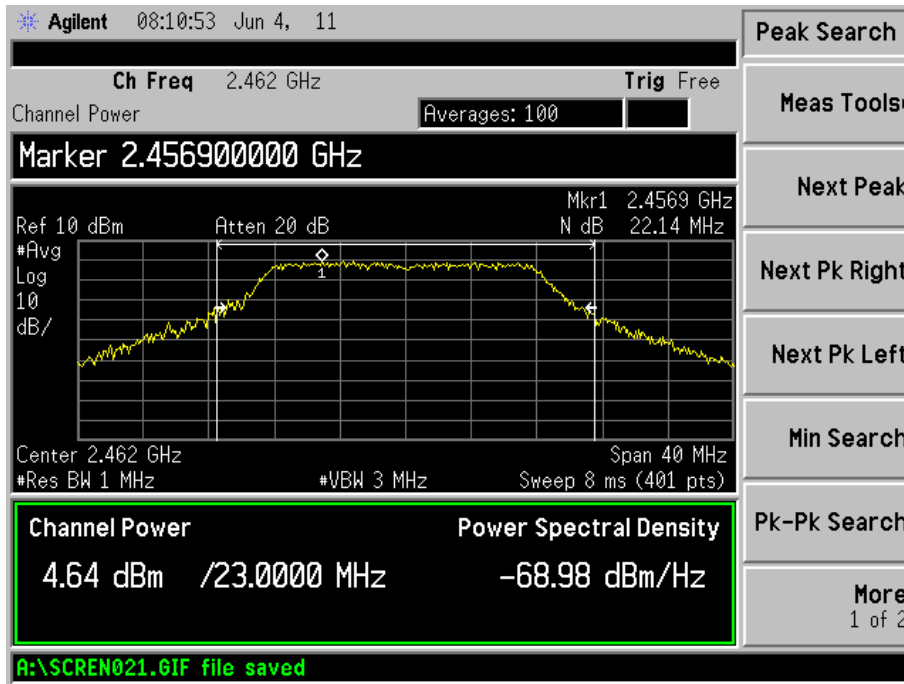 Agilent 08:10:53 Jun 4, 11
Ch Freq 2.462 GHz Trig Free
Channel Power Averages: 100
Marker 2.456900000 GHz
Mkr1 2.4569 GHz
Ref 10 dBm Atten 20 dB N dB 22.14 MHz
#Avg
Log
10
dB/
1
Center 2.462 GHz Span 40 MHz
#Res BW 1 MHz #VBW 3 MHz Sweep 8 ms (401 pts)
Channel Power Power Spectral Density
4.64 dBm /23.0000 MHz -68.98 dBm/Hz
A:\SCREN021.GIF file saved
Peak Search
Meas Tools
Next Peak
Next Pk Right
Next Pk Left
Min Search
Pk-Pk Search
More
1 of 2